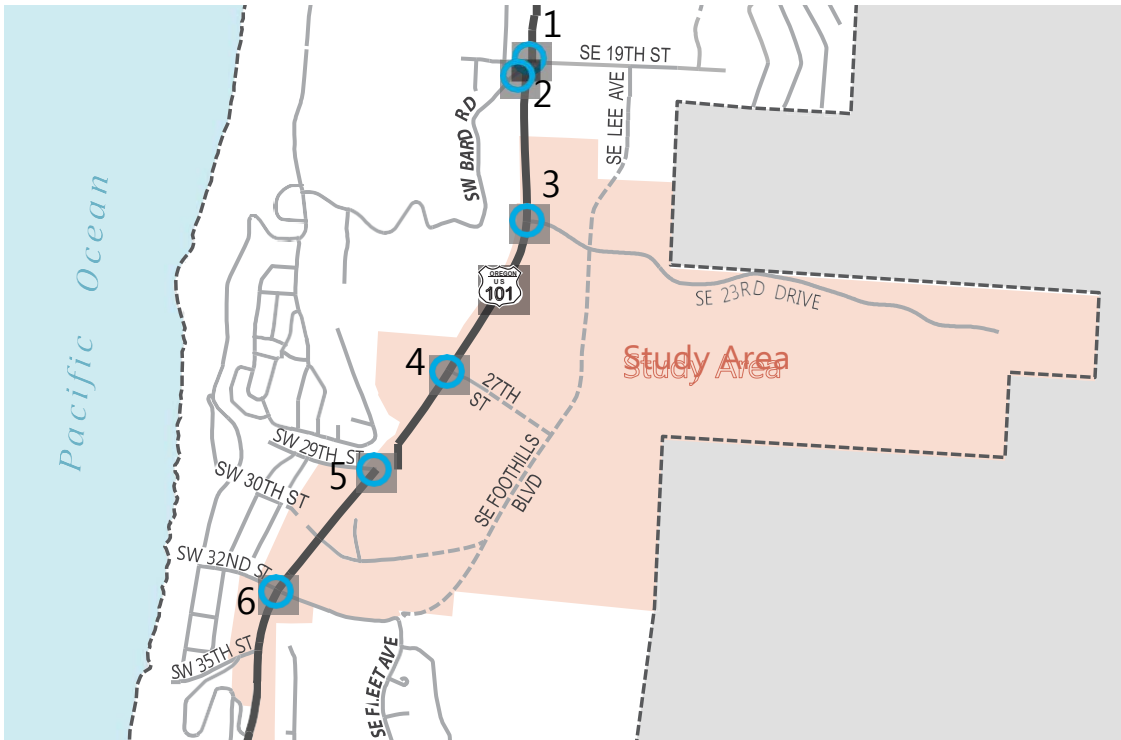 1
SE 19TH ST
2
SE LEE AVE
SW BARD RD
3
Pacific Ocean
OREGON
US
101
SE 23RD DRIVE
Study Area
Study Area
4
27TH
ST
SW 29TH ST
5
SW 30TH ST
SE FOOTHILLS
BLVD
SW 32ND ST
6
SW 35TH ST
SE FLEET AVE